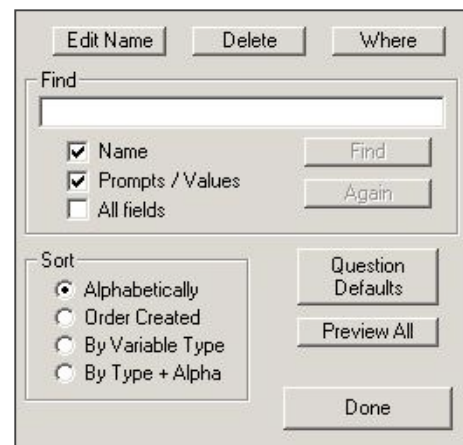 Edit Name Delete Where
Find
Name Find
Prompts / Values
Again
All fields
Sort
Question
Defaults
Alphabetically
Order Created
Preview All
By Variable Type
By Type + Alpha
Done